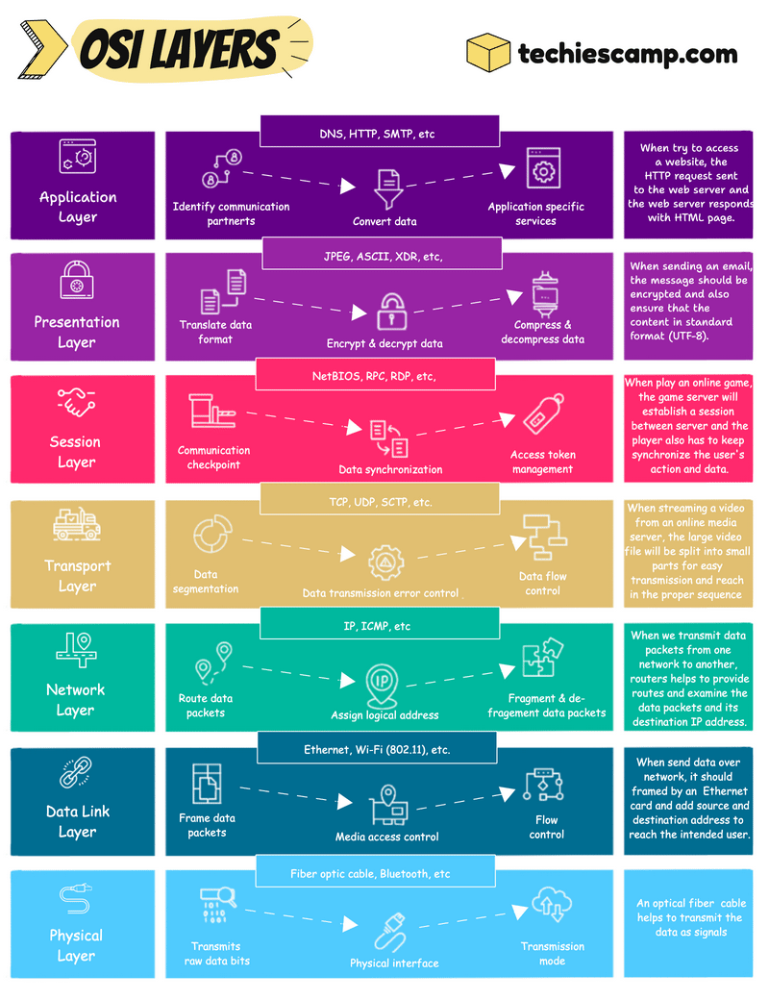 OSI LAYERS
techiescamp.com
DNS, HTTP, SMTP, etc
Application
Layer
Identify communication
partnerts
Convert data
Application specific
services
When try to access
a website, the
HTTP request sent
to the web server and
the web server responds
with HTML page.
JPEG, ASCII, XDR, etc,
Presentation
Layer
Translate data
format
Encrypt & decrypt data
Compress &
decompress data
When sending an email,
the message should be
encrypted and also
ensure that the
content in standard
format (UTF-8).
NetBIOS, RPC, RDP, etc,
Session
Layer
Communication
checkpoint
Data synchronization
Access token
management
When play an online game,
the game server will
establish a session
between server and the
player also has to keep
synchronize the user's
action and data.
TCP, UDP, SCTP, etc.
Transport
Layer
Data
segmentation
Data transmission error control .
Data flow
control
When streaming a video
from an online media
server, the large video
file will be split into small
parts for easy
transmission and reach
in the proper sequence
IP, ICMP, etc
Network
Layer
Route data
packets
IP
Assign logical address
Fragment & de-
fragement data packets
When we transmit data
packets from one
network to another,
routers helps to provide
routes and examine the
data packets and its
destination IP address.
Ethernet, Wi-Fi (802.11), etc.
Data Link
Layer
Frame data
packets
Media access control
Flow
control
When send data over
network, it should
framed by an Ethernet
card and add source and
destination address to
reach the intended user.
Fiber optic cable, Bluetooth, etc
Physical
Layer
Transmits
raw data bits
Physical interface
Transmission
mode
An optical fiber cable
helps to transmit the
data as signals